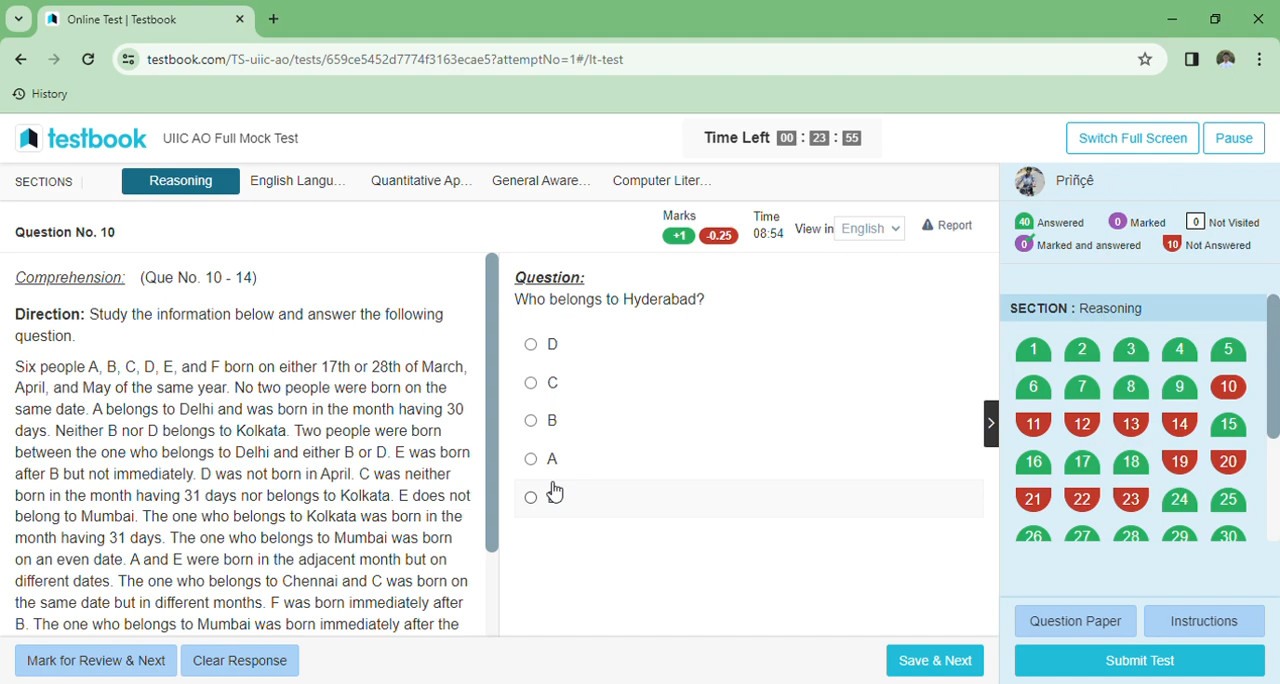 Online Test | Testbook
testbook.com/TS-uiic-ao/tests/659ce5452d7774f3163ecae5?attemptNo=1#/lt-test
History
testbook UIIC AO Full Mock Test
Time Left 00 : 23 : 55
Switch Full Screen Pause
SECTIONS Reasoning English Langu... Quantitative Ap... General Aware... Computer Liter...
Prìñçê
Question No. 10
Marks +1 -0.25
Time 08:54
View in English
Report
40 Answered 0 Marked 0 Not Visited
0 Marked and answered 10 Not Answered
Comprehension: (Que No. 10 - 14)
Direction: Study the information below and answer the following
question.
Six people A, B, C, D, E, and F born on either 17th or 28th of March,
April, and May of the same year. No two people were born on the
same date. A belongs to Delhi and was born in the month having 30
days. Neither B nor D belongs to Kolkata. Two people were born
between the one who belongs to Delhi and either B or D. E was born
after B but not immediately. D was not born in April. C was neither
born in the month having 31 days nor belongs to Kolkata. E does not
belong to Mumbai. The one who belongs to Kolkata was born in the
month having 31 days. The one who belongs to Mumbai was born
on an even date. A and E were born in the adjacent month but on
different dates. The one who belongs to Chennai and C was born on
the same date but in different months. F was born immediately after
B. The one who belongs to Mumbai was born immediately after the
Question:
Who belongs to Hyderabad?
D
C
B
A
SECTION : Reasoning
1 2 3 4 5
6 7 8 9 10
11 12 13 14 15
16 17 18 19 20
21 22 23 24 25
26 27 28 29 30
Question Paper Instructions
Mark for Review & Next Clear Response Save & Next Submit Test